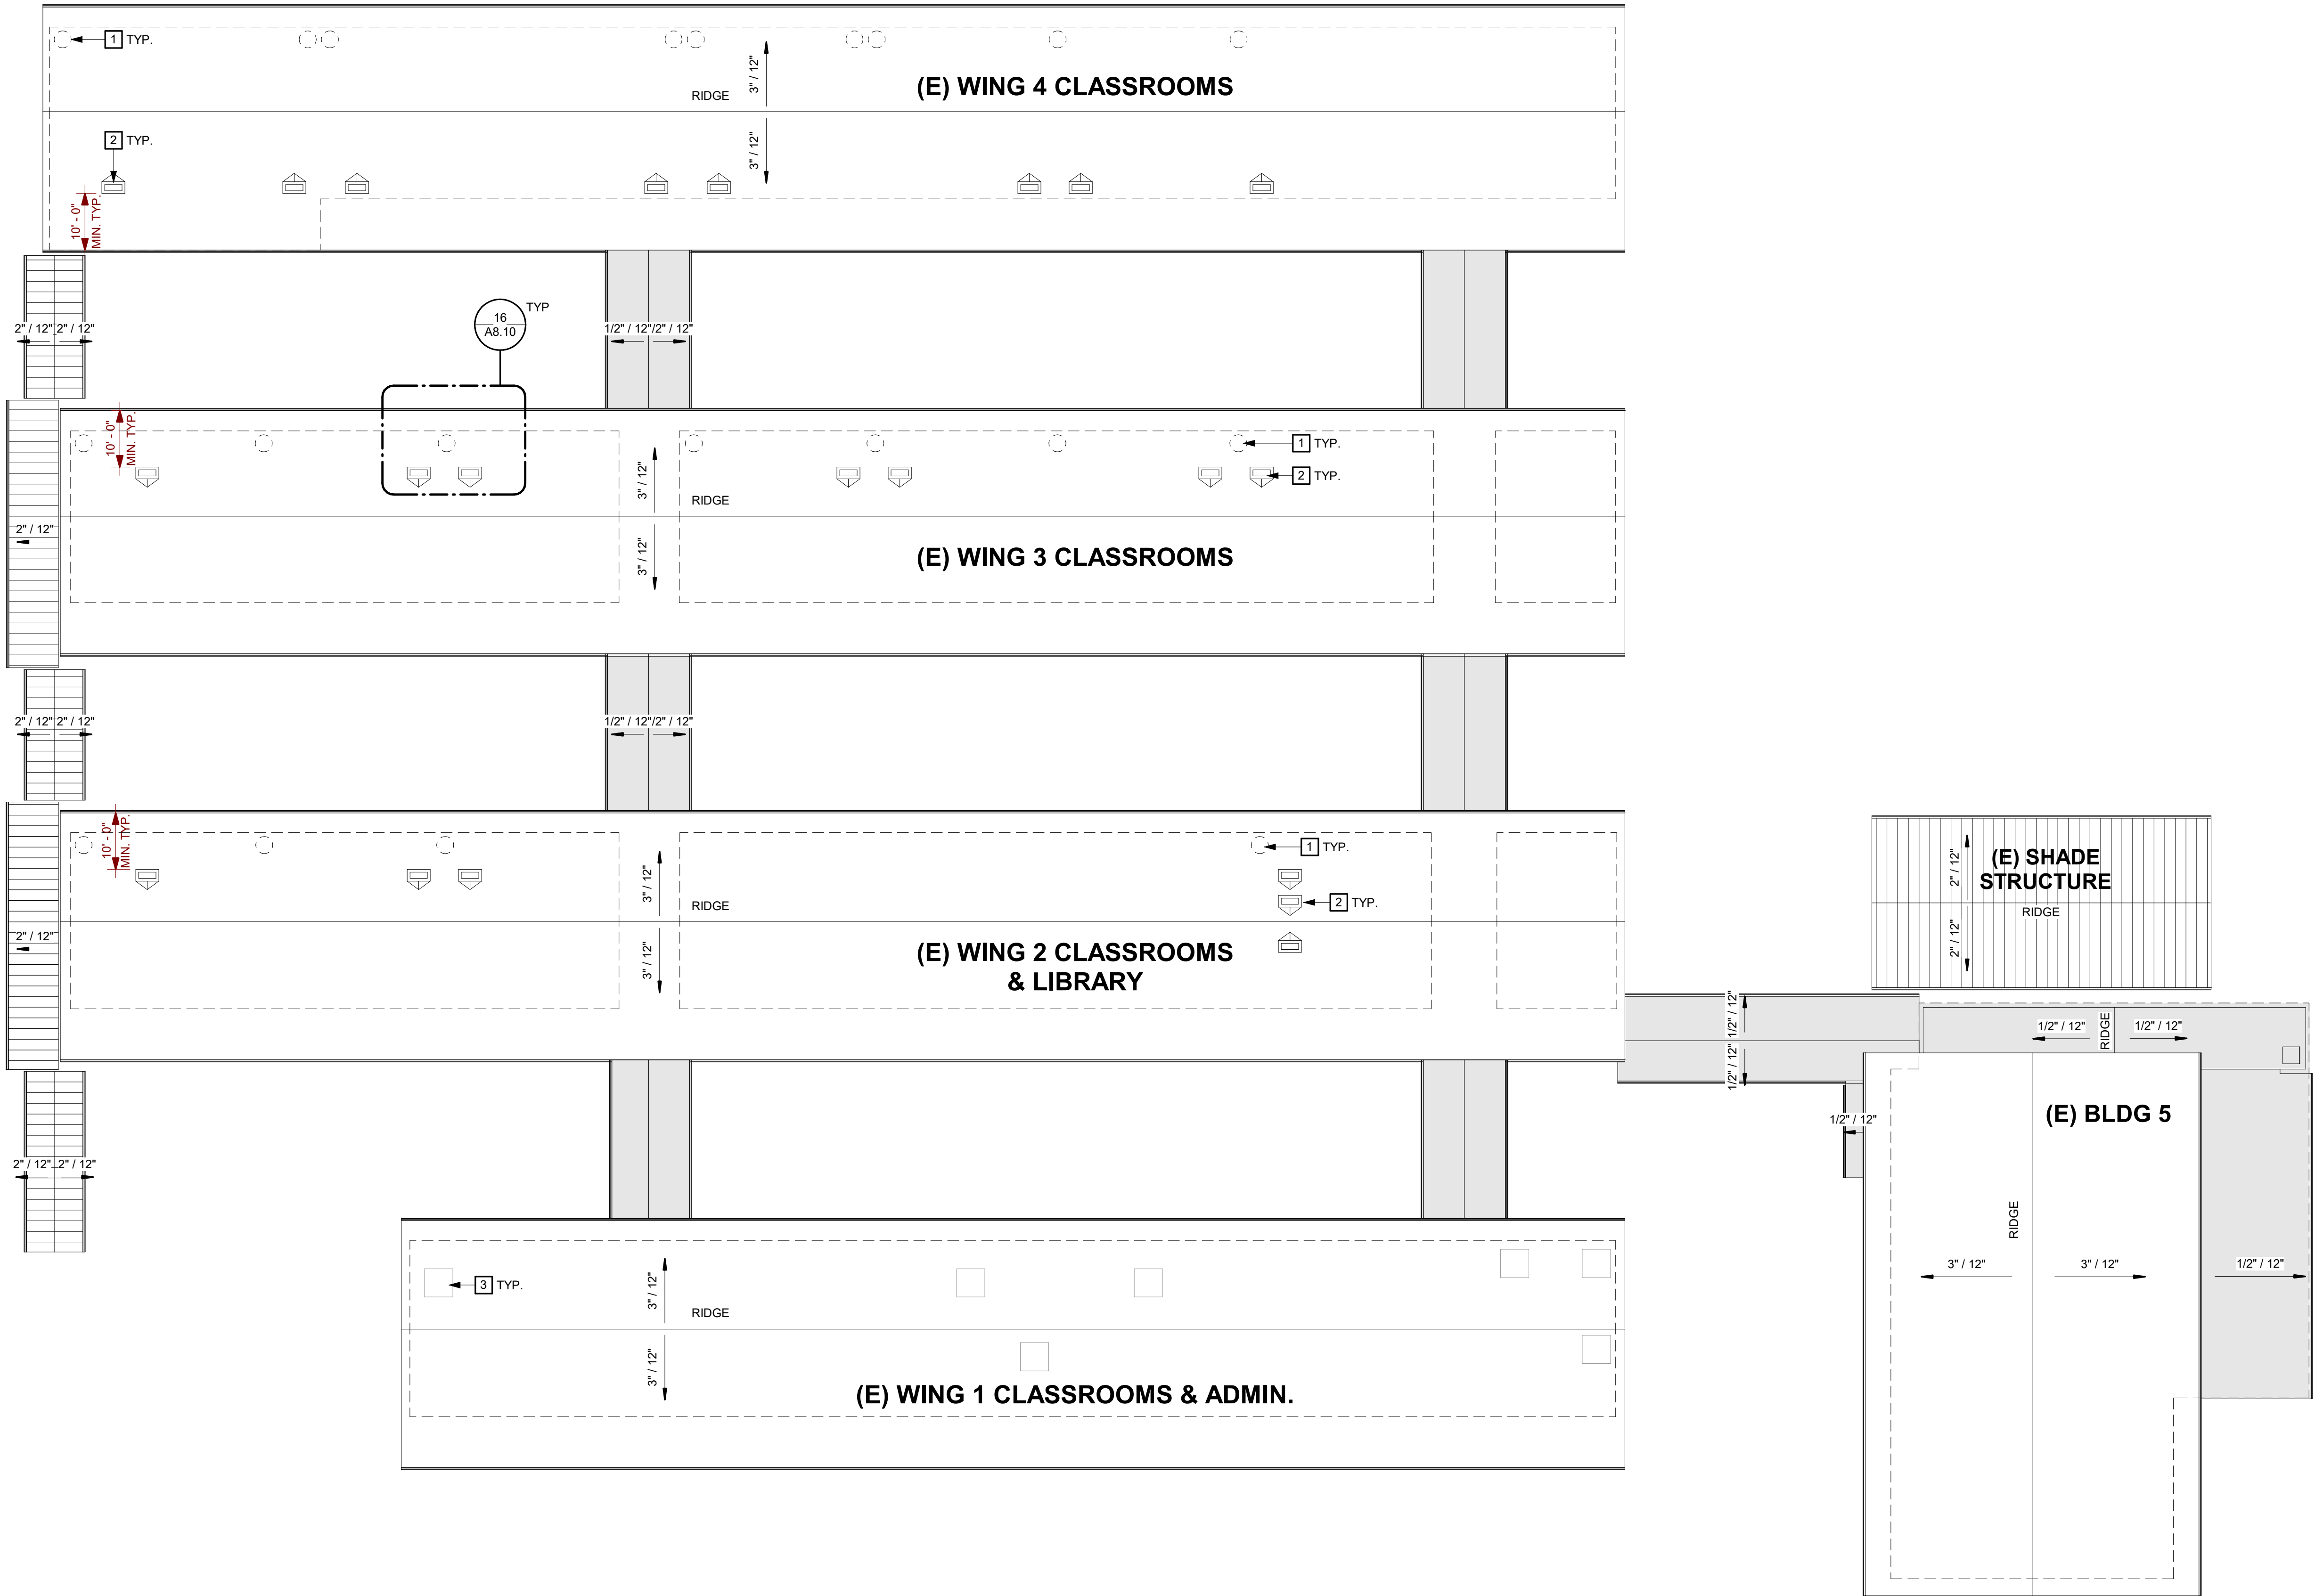 1 TYP.
3" / 12"
(E) WING 4 CLASSROOMS
RIDGE
2 TYP.
3" / 12"
10' - 0"
MIN. TYP.
TYP
16
A8.10
2" / 12" 2" / 12"
1/2" / 12"/2" / 12"
10' - 0"
MIN. TYP.
1 TYP.
2 TYP.
3" / 12"
RIDGE
2" / 12"
3" / 12"
(E) WING 3 CLASSROOMS
2" / 12" 2" / 12"
1/2" / 12"/2" / 12"
10' - 0"
MIN. TYP.
1 TYP.
3" / 12"
RIDGE
2 TYP.
2" / 12"
3" / 12"
(E) WING 2 CLASSROOMS
& LIBRARY
2" / 12"
(E) SHADE
STRUCTURE
RIDGE
2" / 12"
1/2" / 12"
1/2" / 12"
1/2" / 12"
RIDGE
1/2" / 12"
1/2" / 12"
(E) BLDG 5
2" / 12" 2" / 12"
RIDGE
3" / 12"
3" / 12"
1/2" / 12"
3 TYP.
3" / 12"
RIDGE
3" / 12"
(E) WING 1 CLASSROOMS & ADMIN.